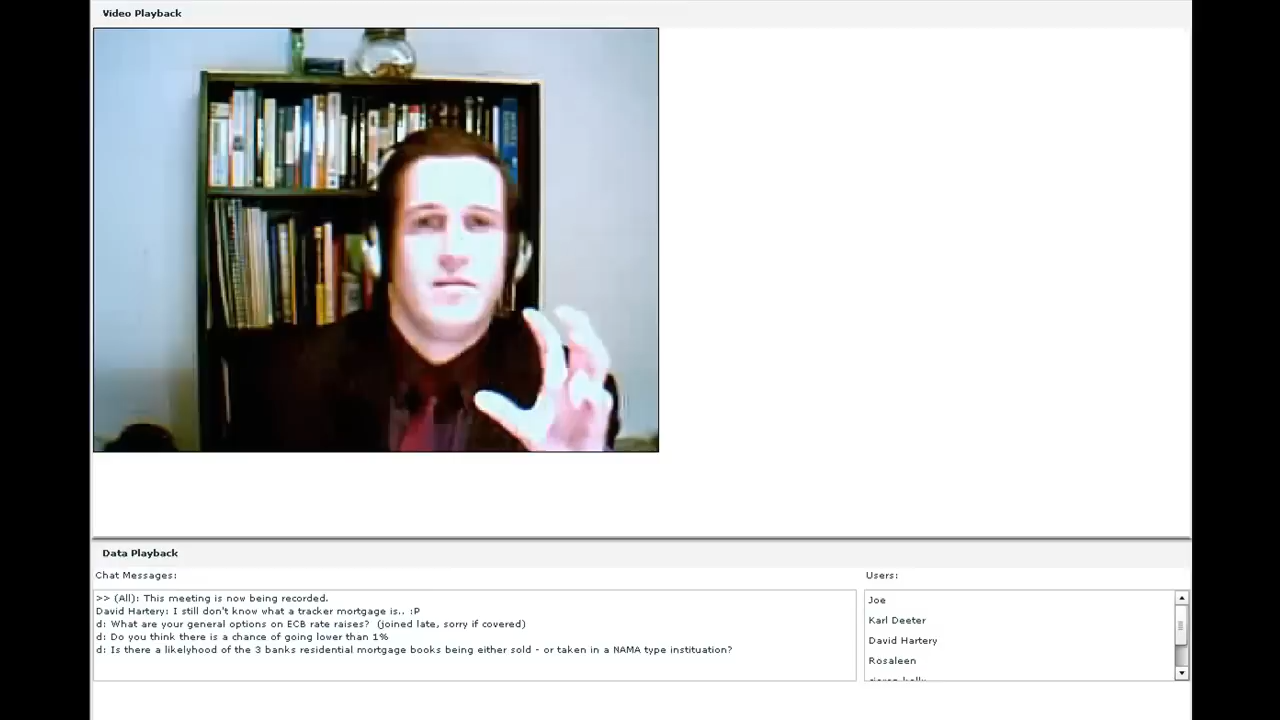 Video Playback
Data Playback
Chat Messages:
Users:
>> (All): This meeting is now being recorded.
David Hartery: I still don't know what a tracker mortgage is.. :P
d: What are your general options on ECB rate raises?  (joined late, sorry if covered)
d: Do you think there is a chance of going lower than 1%
d: Is there a likelyhood of the 3 banks residential mortgage books being either sold - or taken in a NAMA type instituation?
Joe
Karl Deeter
David Hartery
Rosaleen